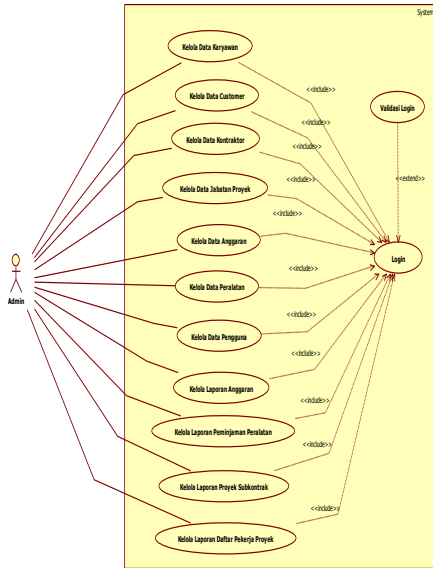 System
Kelola Data Karyawan
<<include>>
Kelola Data Customer
Validasi Login
<<include>>
Kelola Data Kontraktor
<<include>>
<<extend>>
Kelola Data Jabatan Proyek
<<include>>
Kelola Data Anggaran
Login
<<include>>
Kelola Data Peralatan
Admin
<<include>>
Kelola Data Pengguna
<<include>>
Kelola Laporan Anggaran
<<include>>
Kelola Laporan Peminjaman Peralatan
<<include>>
Kelola Laporan Proyek Subkontrak
<<include>>
Kelola Laporan Daftar Pekerja Proyek